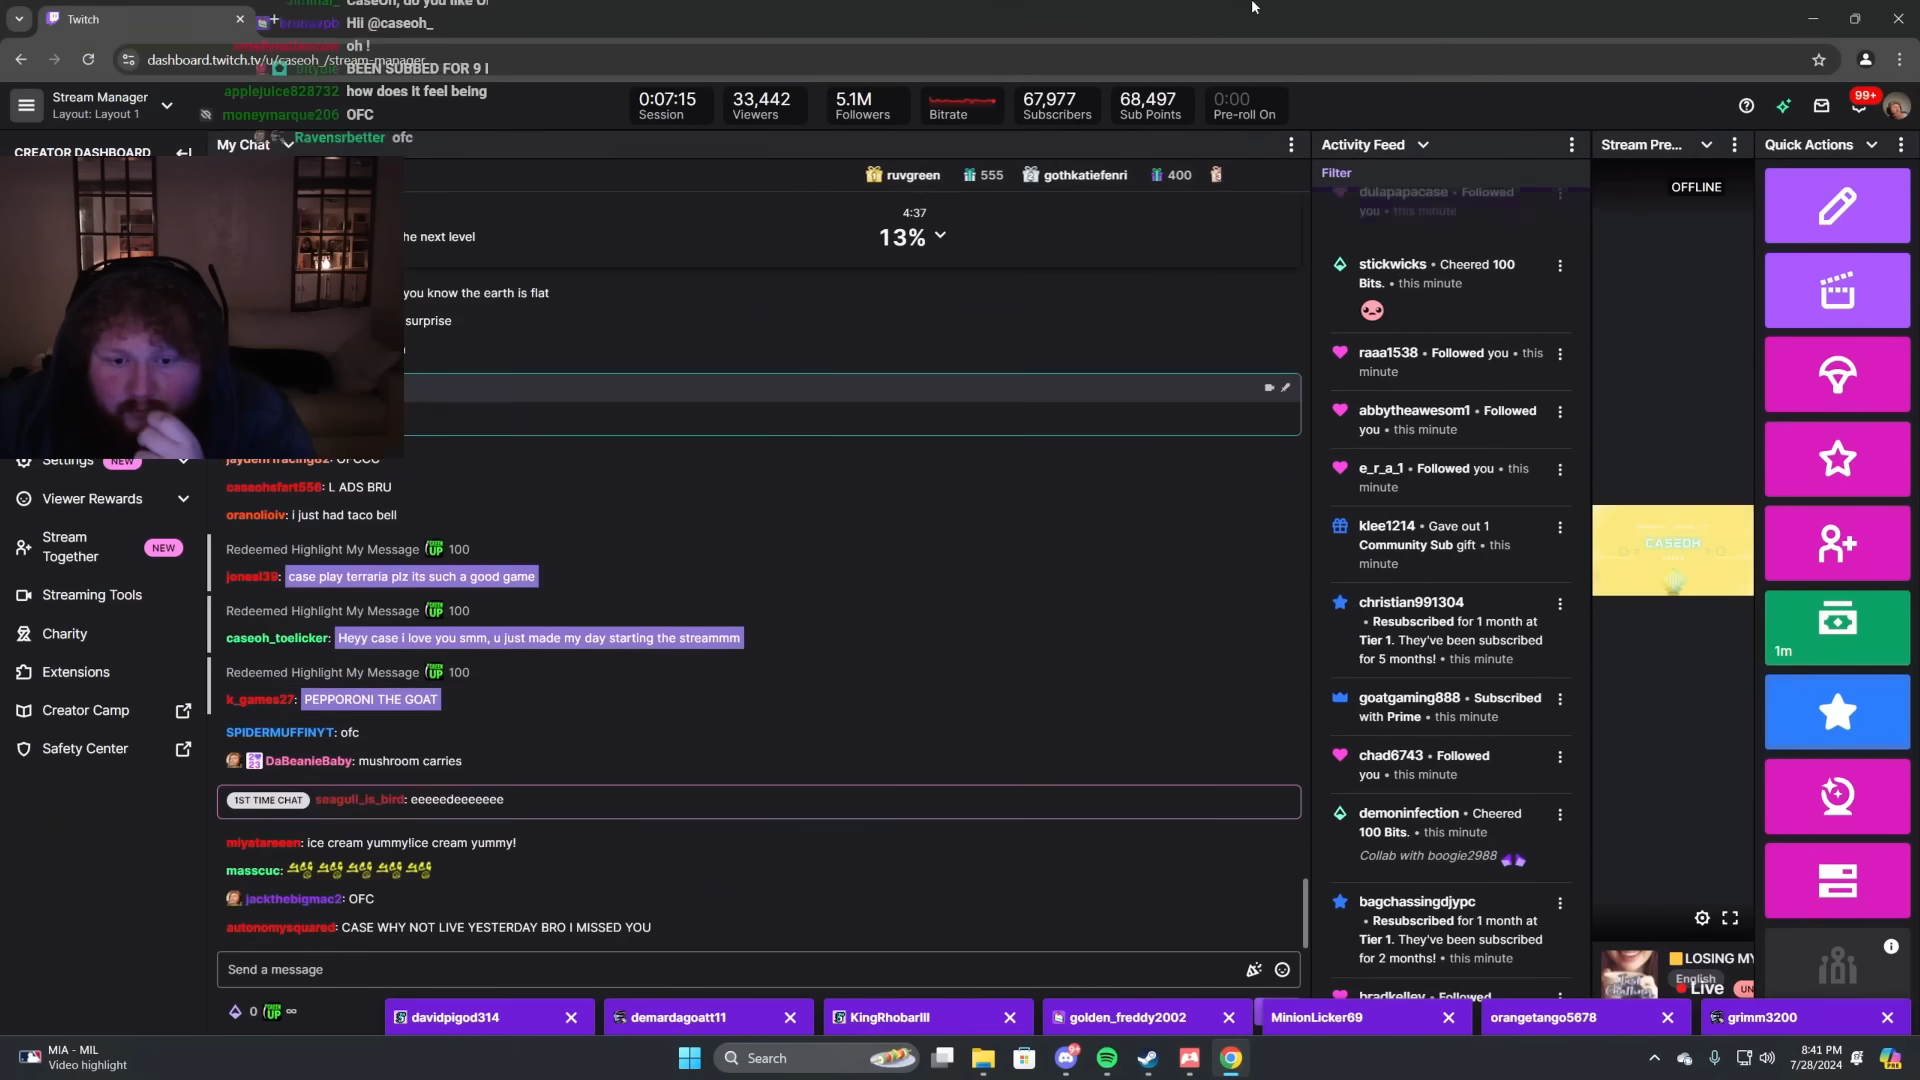 Twitch
CaseOh, do you like
brunavpb Hii @caseoh_
oh !
dashboard.twitch.tv/u/caseoh_/stream-manager
BEEN SUBBED FOR 9
applejuice828732 how does it feel being
moneymarque206 OFC
Ravensrbetter ofc
Stream Manager
Layout: Layout 1
0:07:15
Session
33,442
Viewers
5.1M
Followers
Bitrate
67,977
Subscribers
68,497
Sub Points
0:00
Pre-roll On
99+
CREATOR DASHBOARD
My Chat
ruvgreen 555 gothkatiefenri 400
4:37
13%
he next level
you know the earth is flat
surprise
Settings NEW
Viewer Rewards
Stream Together NEW
Streaming Tools
Charity
Extensions
Creator Camp
Safety Center
caseohsfart556: L ADS BRU
oranolioiv: i just had taco bell
Redeemed Highlight My Message 100
jonesl39: case play terraria plz its such a good game
Redeemed Highlight My Message 100
caseoh_toelicker: Heyy case i love you smm, u just made my day starting the streammm
Redeemed Highlight My Message 100
k_games27: PEPPORONI THE GOAT
SPIDERMUFFINYT: ofc
DaBeanieBaby: mushroom carries
1ST TIME CHAT seagull_is_bird: eeeeedeeeeeee
ice cream yummy!ice cream yummy!
masscuc:
jackthebigmac2: OFC
autonomysquared: CASE WHY NOT LIVE YESTERDAY BRO I MISSED YOU
Send a message
0
Activity Feed
Filter
dulapapacase • Followed
you • this minute
stickwicks • Cheered 100
Bits. • this minute
raaa1538 • Followed you • this
minute
abbytheawesom1 • Followed
you • this minute
e_r_a_1 • Followed you • this
minute
klee1214 • Gave out 1
Community Sub gift • this
minute
christian991304
• Resubscribed for 1 month at
Tier 1. They've been subscribed
for 5 months! • this minute
goatgaming888 • Subscribed
with Prime • this minute
chad6743 • Followed
you • this minute
demoninfection • Cheered
100 Bits. • this minute
Collab with boogie2988
bagchassingdjypc
• Resubscribed for 1 month at
Tier 1. They've been subscribed
for 2 months! • this minute
bradkelley • Followed
Stream Pre...
OFFLINE
CASEOH
LOSING MY
English
Live
Quick Actions
1m
davidpigod314
demardagoatt11
KingRhobarIII
golden_freddy2002
MinionLicker69
orangetango5678
grimm3200
MIA - MIL
Video highlight
Search
8:41 PM
7/28/2024